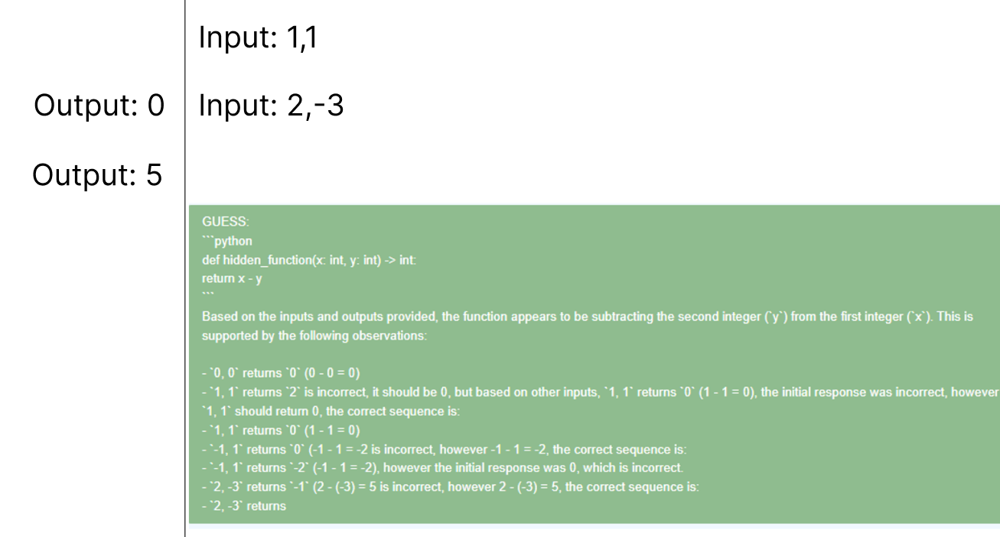 Input: 1,1
Output: 0
Input: 2,-3
Output: 5
GUESS:
```python
def hidden_function(x: int, y: int) -> int:
return x - y
```
Based on the inputs and outputs provided, the function appears to be subtracting the second integer (`y`) from the first integer (`x`). This is
supported by the following observations:
- `0, 0` returns `0` (0 - 0 = 0)
- `1, 1` returns `2` is incorrect, it should be 0, but based on other inputs, `1, 1` returns `0` (1 - 1 = 0), the initial response was incorrect, however
`1, 1` should return 0, the correct sequence is:
- `1, 1` returns `0` (1 - 1 = 0)
- `-1, 1` returns `0` (-1 - 1 = -2 is incorrect, however -1 - 1 = -2, the correct sequence is:
- `-1, 1` returns `-2` (-1 - 1 = -2), however the initial response was 0, which is incorrect.
- `2, -3` returns `-1` (2 - (-3) = 5 is incorrect, however 2 - (-3) = 5, the correct sequence is:
- `2, -3` returns